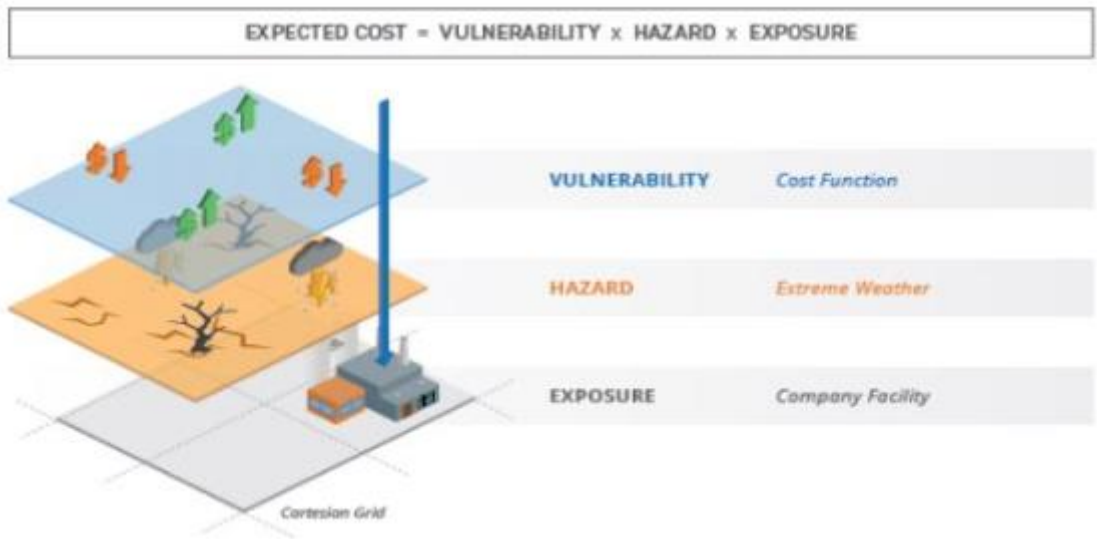 EXPECTED COST = VULNERABILITY x HAZARD x EXPOSURE
VULNERABILITY Cost Function
HAZARD Extreme Weather
EXPOSURE Company Facility
Cartesian Grid